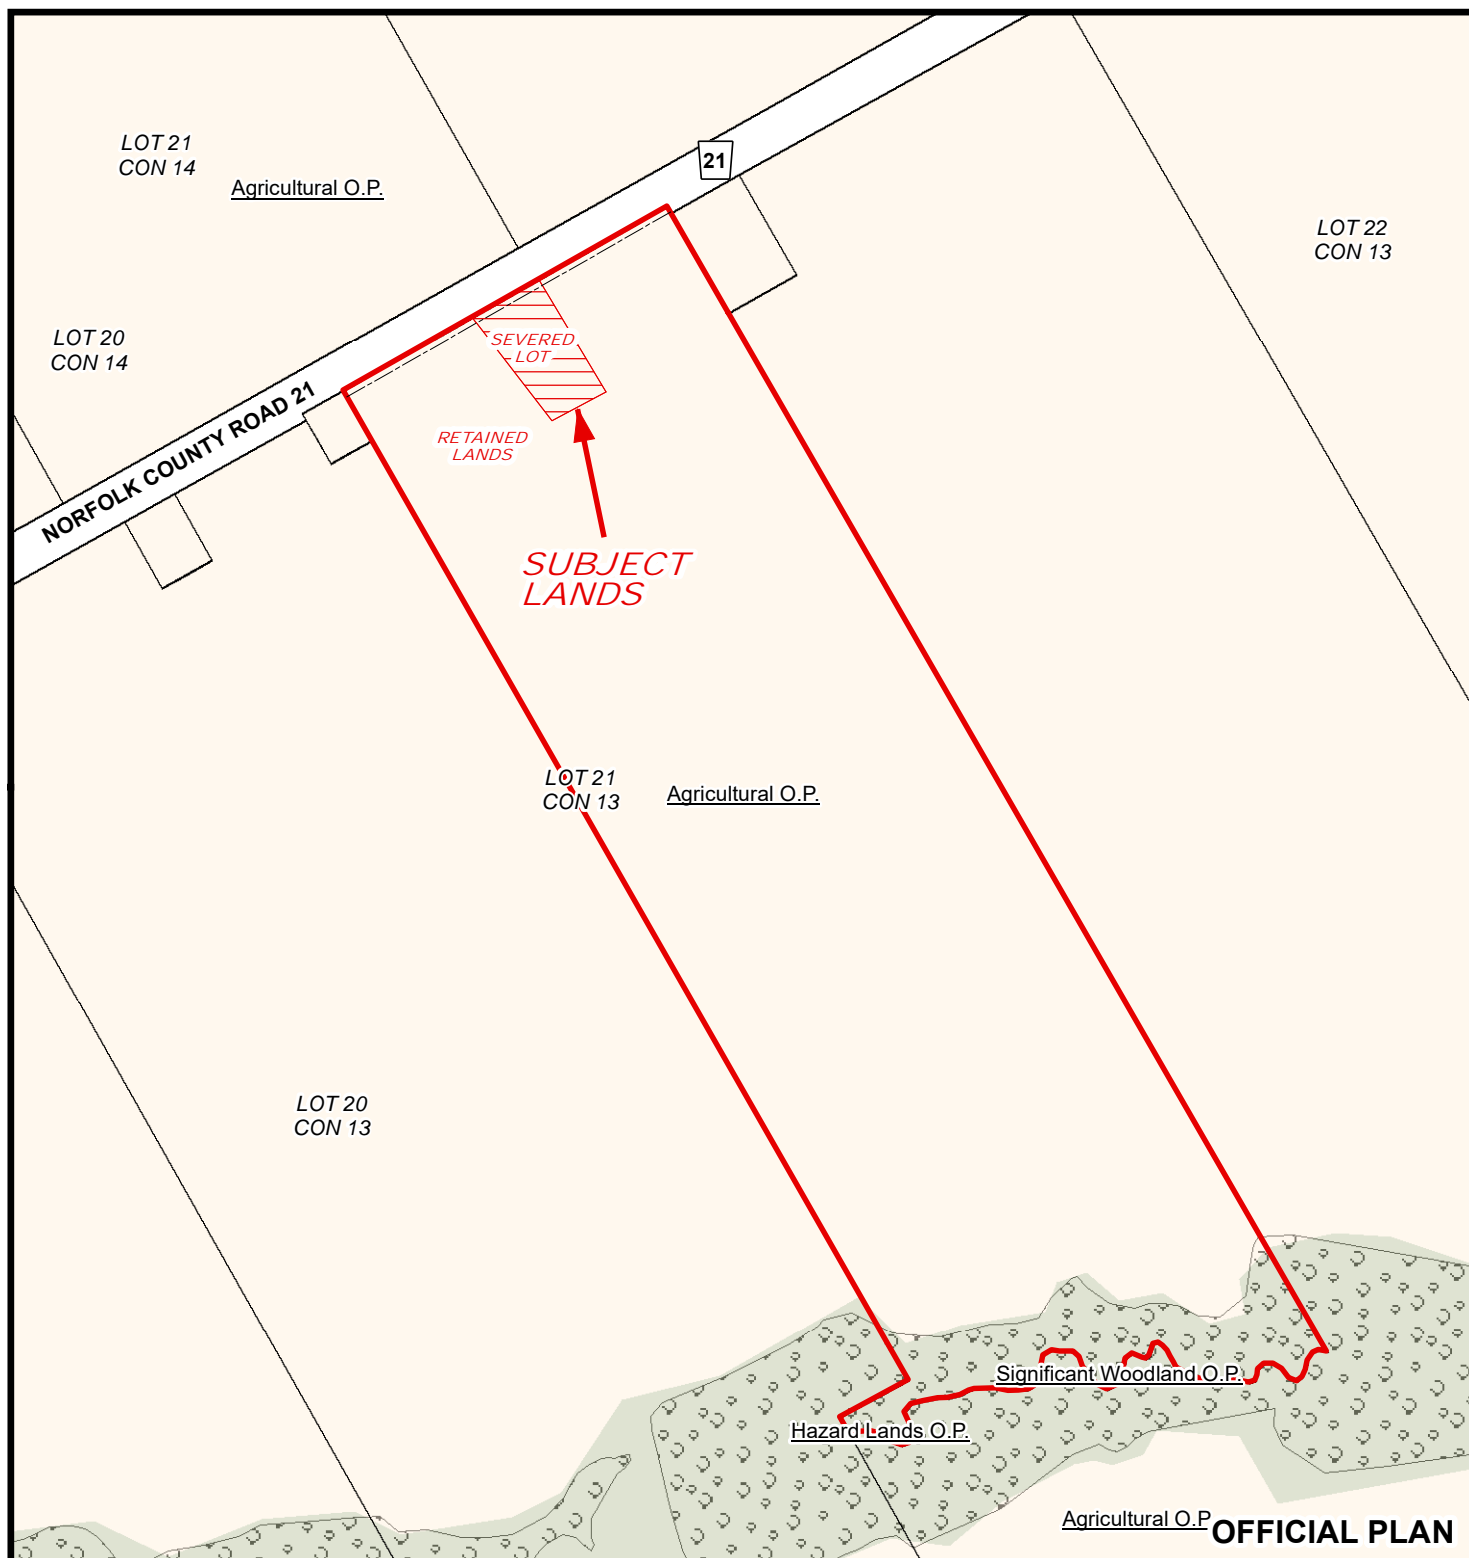 LOT 21
CON 14
Agricultural O.P.
21
LOT 22
CON 13
LOT 20
CON 14
SEVERED
LOT
NORFOLK COUNTY ROAD 21
RETAINED
LANDS
SUBJECT
LANDS
LOT 21
CON 13
Agricultural O.P.
LOT 20
CON 13
Significant Woodland O.P.
Hazard Lands O.P.
Agricultural O.P
OFFICIAL PLAN